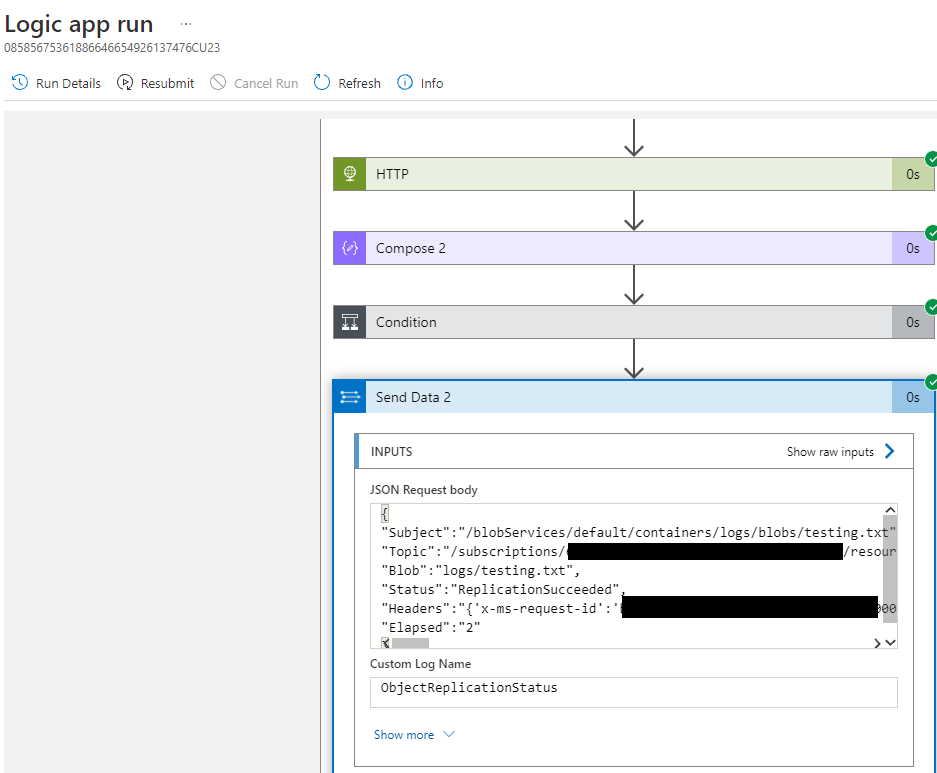 Logic app run ...
08585675361886646654926137476CU23
Run Details Resubmit Cancel Run Refresh Info
HTTP 0s
Compose 2 0s
Condition 0s
Send Data 2 0s
INPUTS Show raw inputs
JSON Request body
{
"Subject":"/blobServices/default/containers/logs/blobs/testing.txt"
"Topic":"/subscriptions/ /resour
"Blob":"logs/testing.txt",
"Status":"ReplicationSucceeded",
"Headers":"{'x-ms-request-id':' 000
"Elapsed":"2"
Custom Log Name
ObjectReplicationStatus
Show more